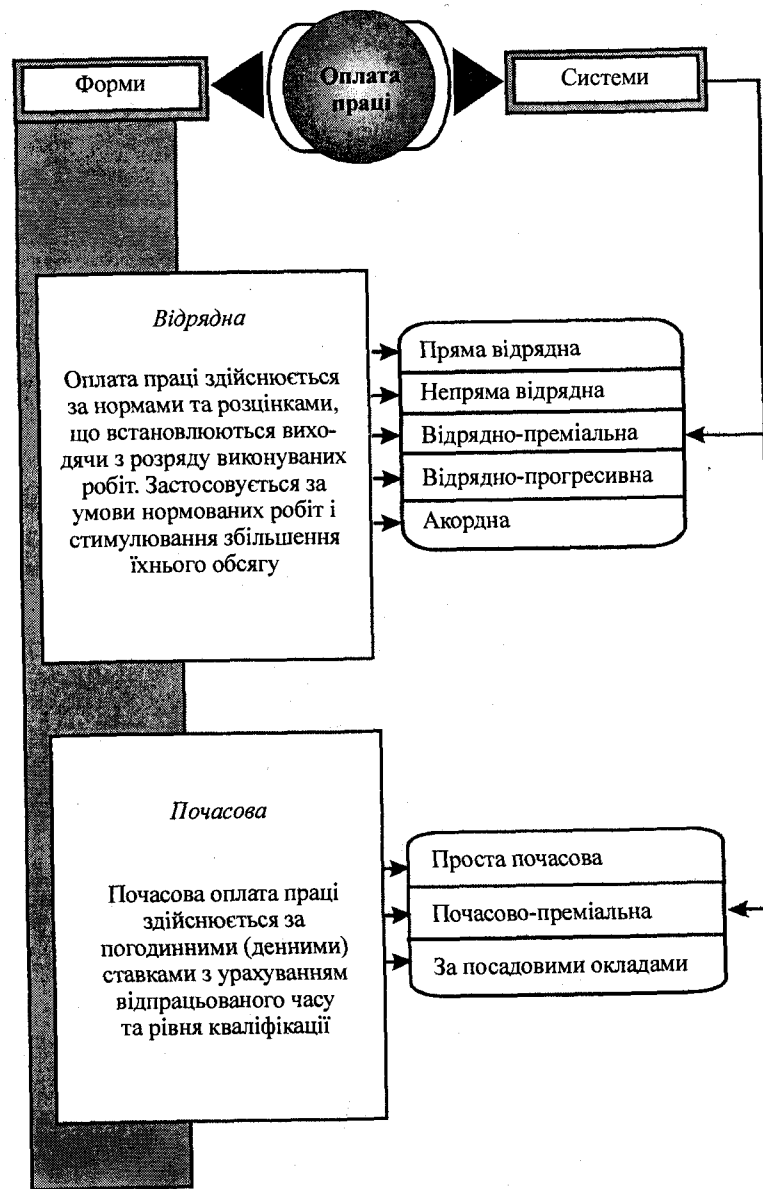 Форми
Оплата
праці
Системи
Відрядна
Оплата праці здійснюється
за нормами та розцінками,
що встановлюються вихо-
дячи з розряду виконуваних
робіт. Застосовується за
умови нормованих робіт і
стимулювання збільшення
їхнього обсягу
Пряма відрядна
Непряма відрядна
Відрядно-преміальна
Відрядно-прогресивна
Акордна
Почасова
Почасова оплата праці
здійснюється за
погодинними (денними)
ставками з урахуванням
відпрацьованого часу
та рівня кваліфікації
Проста почасова
Почасово-преміальна
За посадовими окладами